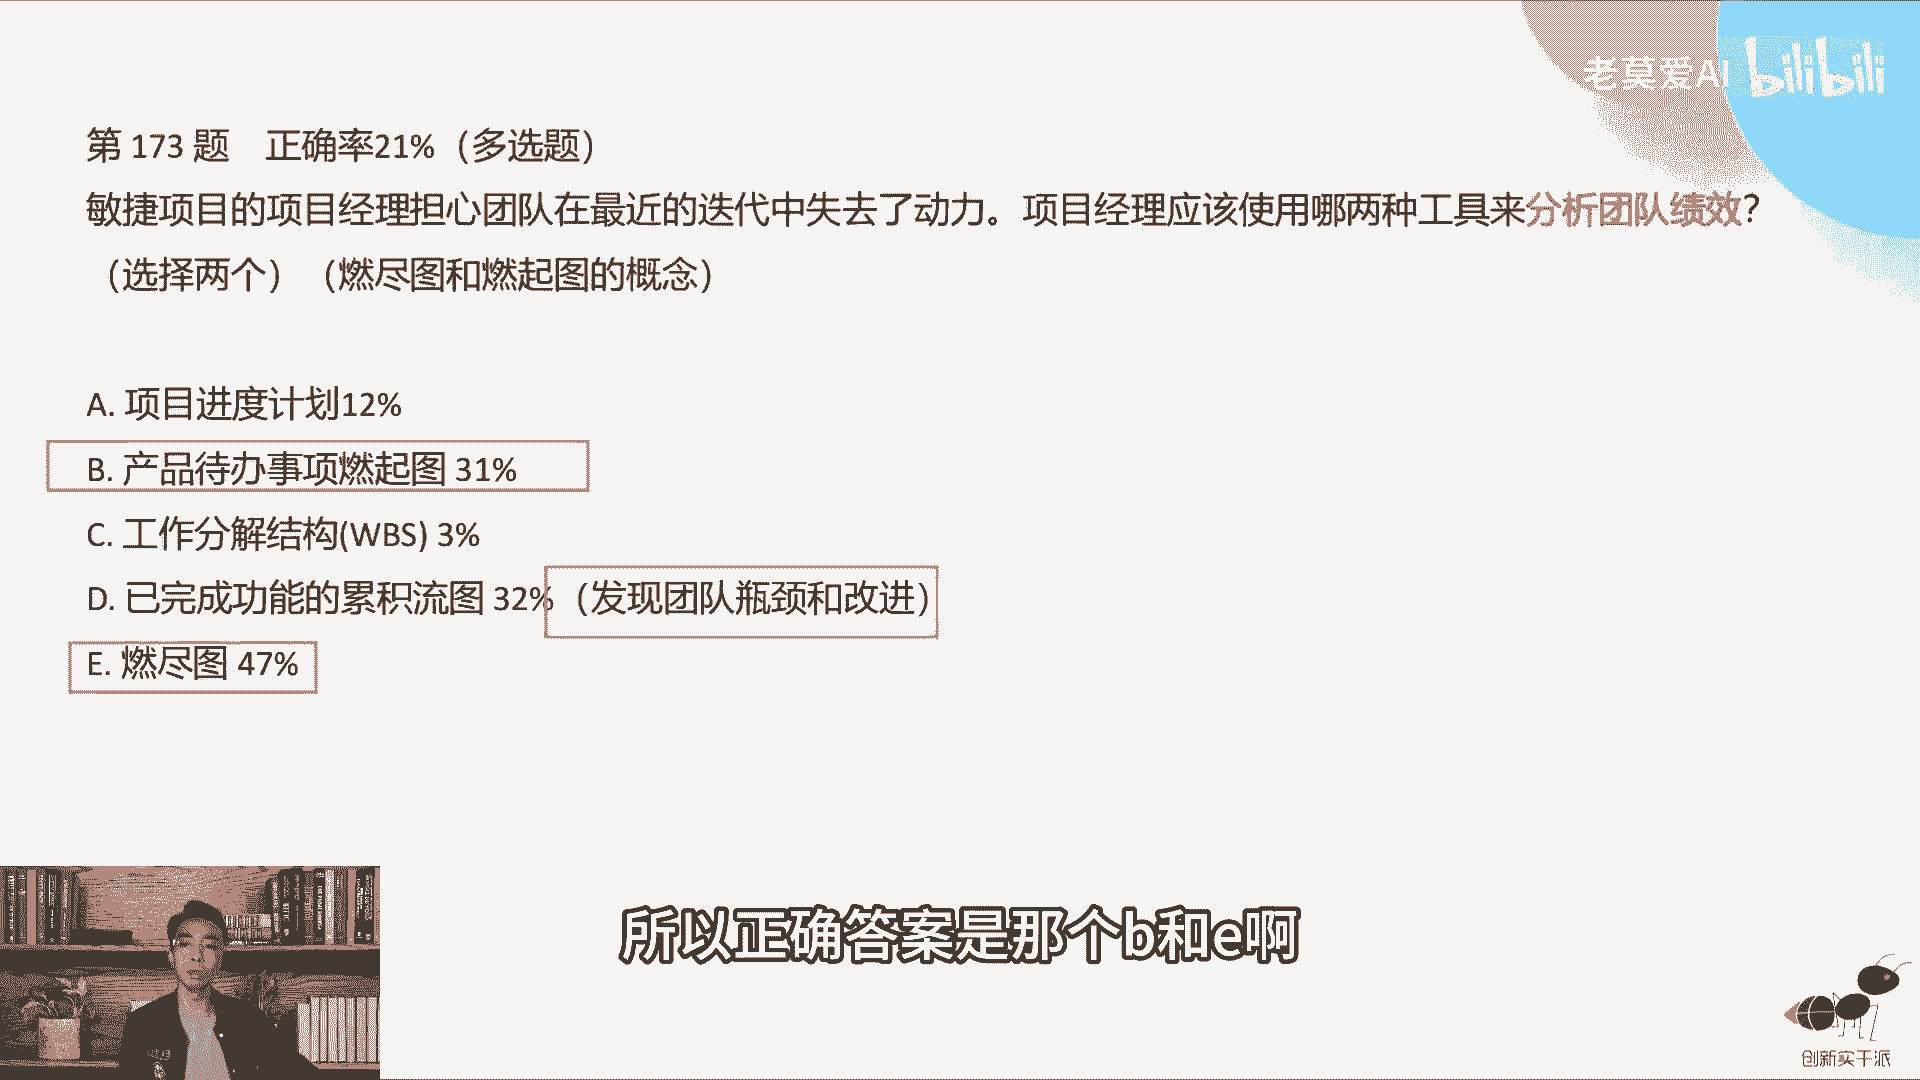 老莫爱AI bilibili
第 173 题 正确率21%（多选题）
敏捷项目的项目经理担心团队在最近的迭代中失去了动力。项目经理应该使用哪两种工具来分析团队绩效？
（选择两个）（燃尽图和燃起图的概念）
A. 项目进度计划12%
B. 产品待办事项燃起图 31%
C. 工作分解结构(WBS) 3%
D. 已完成功能的累积流图 32%（发现团队瓶颈和改进）
E. 燃尽图 47%
所以正确答案是那个b和e啊
创新实干派